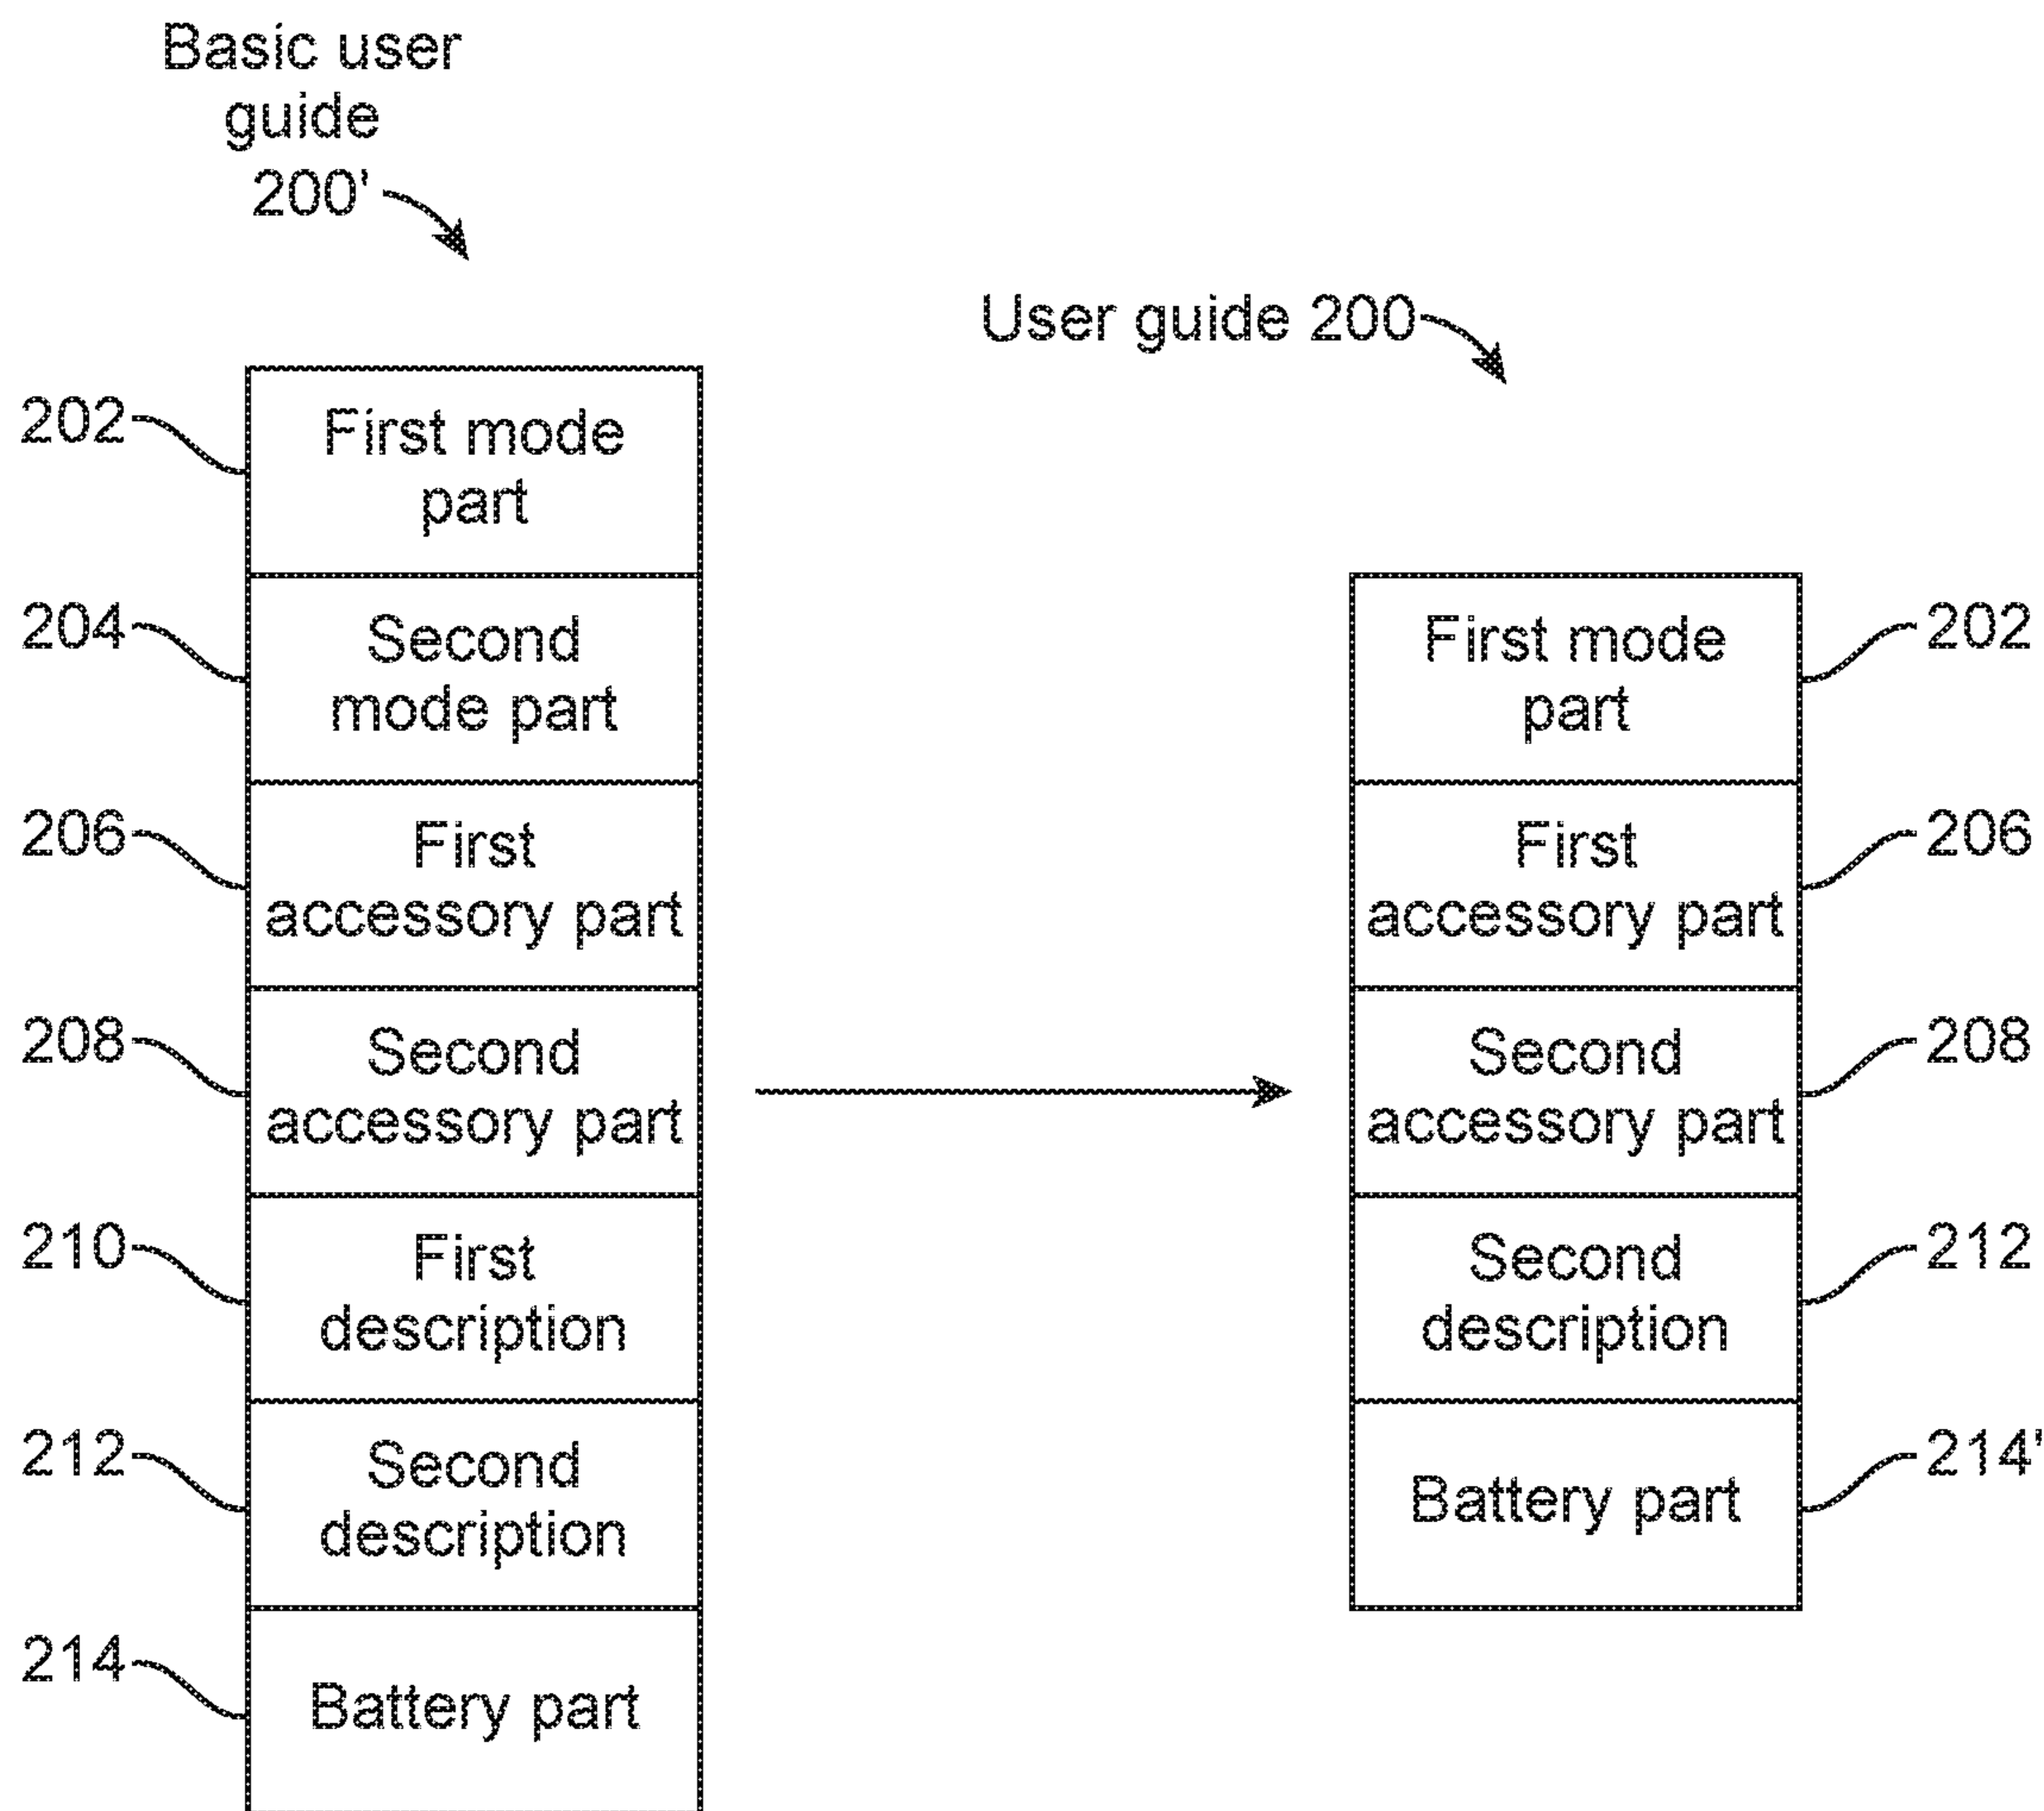 Basic user
guide
200'
User guide 200
202
First mode
part
204
Second
mode part
206
First
accessory part
208
Second
accessory part
210
First
description
212
Second
description
214
Battery part
First mode
part
202
First
accessory part
206
Second
accessory part
208
Second
description
212
Battery part
214'